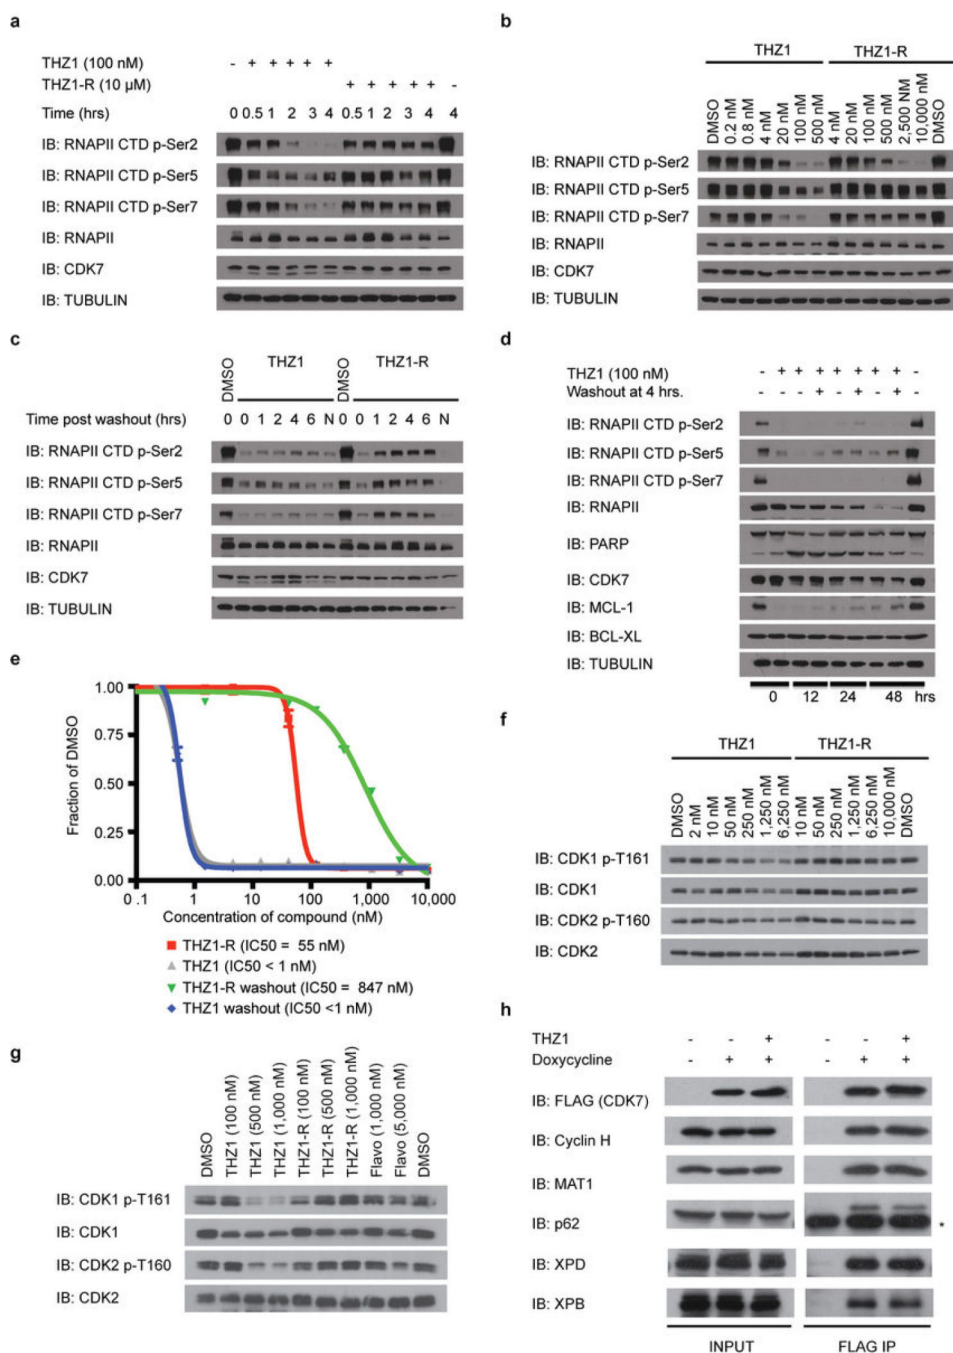 a
THZ1 (100 nM) - + + + + +
THZ1-R (10 µM) + + + + + -
Time (hrs) 0 0.5 1 2 3 4 0.5 1 2 3 4 4
IB: RNAPII CTD p-Ser2
IB: RNAPII CTD p-Ser5
IB: RNAPII CTD p-Ser7
IB: RNAPII
IB: CDK7
IB: TUBULIN
b
THZ1 THZ1-R
DMSO 0.2 nM 0.8 nM 4 nM 20 nM 100 nM 500 nM 4 nM 20 nM 100 nM 500 nM 2,500 NM 10,000 nM DMSO
IB: RNAPII CTD p-Ser2
IB: RNAPII CTD p-Ser5
IB: RNAPII CTD p-Ser7
IB: RNAPII
IB: CDK7
IB: TUBULIN
c
DMSO THZ1 DMSO THZ1-R
Time post washout (hrs) 0 0 1 2 4 6 N 0 0 1 2 4 6 N
IB: RNAPII CTD p-Ser2
IB: RNAPII CTD p-Ser5
IB: RNAPII CTD p-Ser7
IB: RNAPII
IB: CDK7
IB: TUBULIN
d
THZ1 (100 nM) - + + + + + + + -
Washout at 4 hrs. - - - + - + - + -
IB: RNAPII CTD p-Ser2
IB: RNAPII CTD p-Ser5
IB: RNAPII CTD p-Ser7
IB: RNAPII
IB: PARP
IB: CDK7
IB: MCL-1
IB: BCL-XL
IB: TUBULIN
0 12 24 48 hrs
e
Fraction of DMSO
1.00
0.75
0.50
0.25
0.00
0 .1 1 10 100 1,000 10,000
Concentration of compound (nM)
THZ1-R (IC50 = 55 nM)
THZ1 (IC50 < 1 nM)
THZ1-R washout (IC50 = 847 nM)
THZ1 washout (IC50 <1 nM)
f
THZ1 THZ1-R
DMSO 2 nM 10 nM 50 nM 250 nM 1,250 nM 6,250 nM 10 nM 50 nM 250 nM 1,250 nM 6,250 nM 10,000 nM DMSO
IB: CDK1 p-T161
IB: CDK1
IB: CDK2 p-T160
IB: CDK2
g
DMSO THZ1 (100 nM) THZ1 (500 nM) THZ1 (1,000 nM) THZ1-R (100 nM) THZ1-R (500 nM) THZ1-R (1,000 nM) Flavo (1,000 nM) Flavo (5,000 nM) DMSO
IB: CDK1 p-T161
IB: CDK1
IB: CDK2 p-T160
IB: CDK2
h
THZ1 - - + - - +
Doxycycline - + + - + +
IB: FLAG (CDK7)
IB: Cyclin H
IB: MAT1
IB: p62 *
IB: XPD
IB: XPB
INPUT FLAG IP